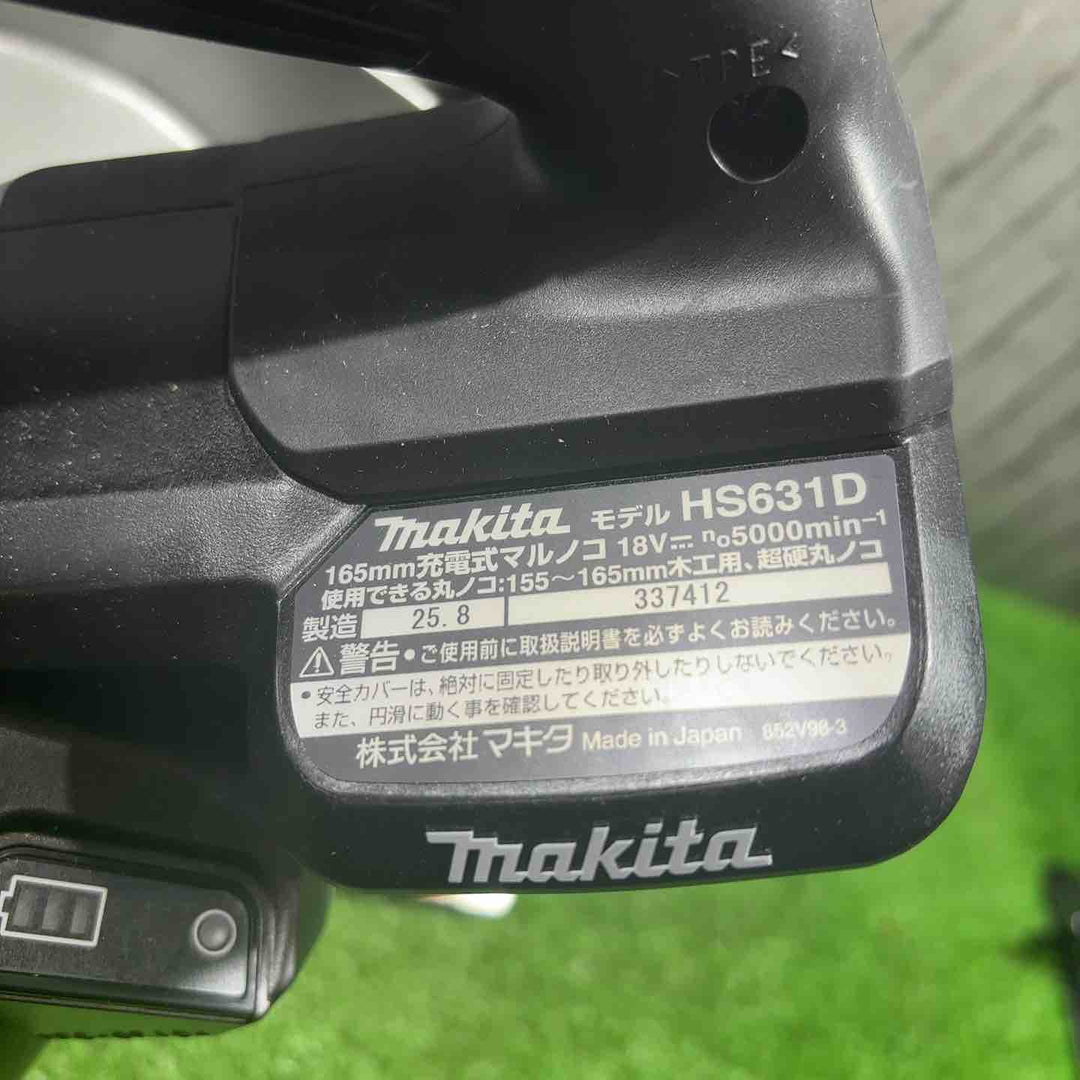 >TPE<
makita モデル HS631D
165mm充電式マルノコ 18V⎓ n₀5000min⁻¹
使用できる丸ノコ:155～165mm木工用、超硬丸ノコ
製造 25.8 337412
⚠警告 •ご使用前に取扱説明書を必ずよくお読みください。
•安全カバーは、絶対に固定したり取り外したりしないでください。
また、円滑に動く事を確認してください。
株式会社マキタ Made in Japan 852V98-3
makita